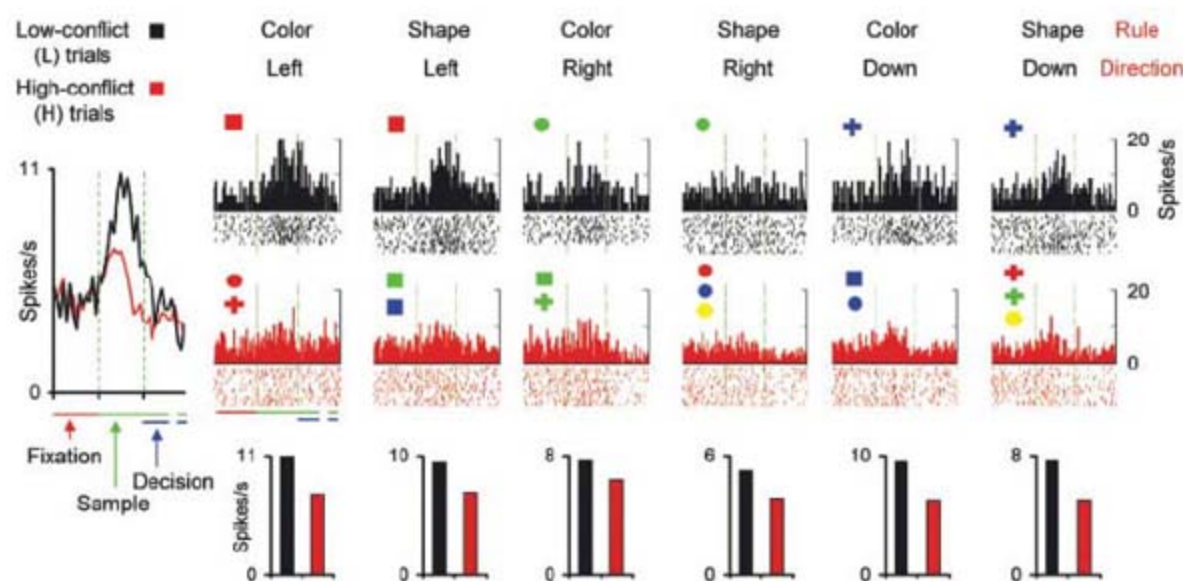 Low-conflict
(L) trials
High-conflict
(H) trials
Color Shape Color Shape Color Shape Rule
Left Left Right Right Down Down Direction
20
Spikes/s
0
20
0
11
Spikes/s
0
Fixation
Sample
Decision
11 10 8 6 10 8
Spikes/s
0 0 0 0 0 0